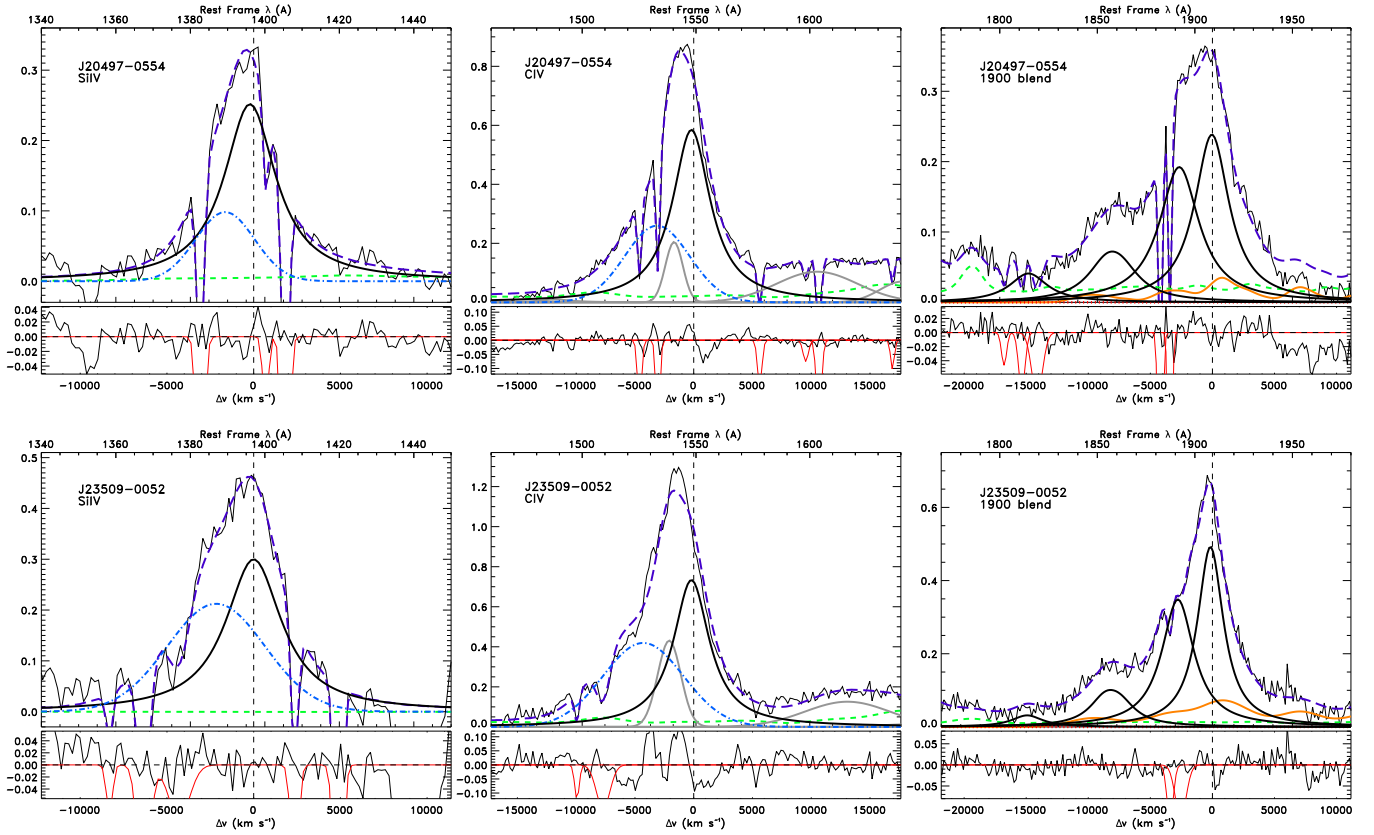 Rest Frame λ (A)
Rest Frame λ (A)
Rest Frame λ (A)
1340 1360 1380 1400 1420 1440
1500 1550 1600
1800 1850 1900 1950
J20497−0554
SiIV
J20497−0554
CIV
J20497−0554
1900 blend
0.3
0.2
0.1
0.0
0.8
0.6
0.4
0.2
0.0
0.3
0.2
0.1
0.0
0.04
0.02
0.00
−0.02
−0.04
0.10
0.05
0.00
−0.05
−0.10
0.02
0.00
−0.02
−0.04
−10000 −5000 0 5000 10000
−15000 −10000 −5000 0 5000 10000 15000
−20000 −15000 −10000 −5000 0 5000 10000
Δv (km s⁻¹)
Δv (km s⁻¹)
Δv (km s⁻¹)
Rest Frame λ (A)
Rest Frame λ (A)
Rest Frame λ (A)
1340 1360 1380 1400 1420 1440
1500 1550 1600
1800 1850 1900 1950
J23509−0052
SiIV
J23509−0052
CIV
J23509−0052
1900 blend
0.5
0.4
0.3
0.2
0.1
0.0
1.2
1.0
0.8
0.6
0.4
0.2
0.0
0.6
0.4
0.2
0.0
0.04
0.02
0.00
−0.02
−0.04
0.10
0.05
0.00
−0.05
−0.10
0.05
0.00
−0.05
−10000 −5000 0 5000 10000
−15000 −10000 −5000 0 5000 10000 15000
−20000 −15000 −10000 −5000 0 5000 10000
Δv (km s⁻¹)
Δv (km s⁻¹)
Δv (km s⁻¹)